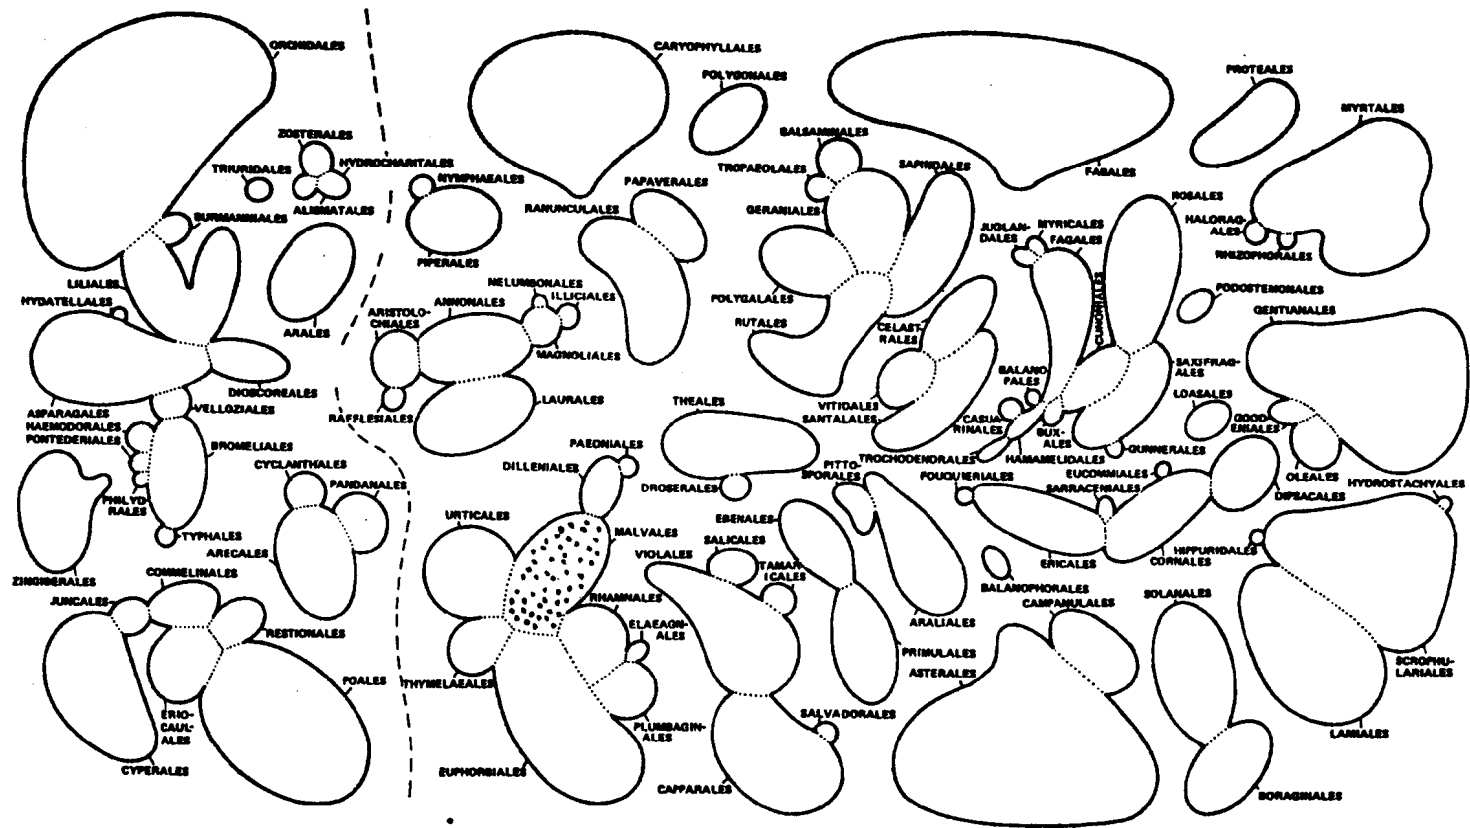 ORCHIDALES
CARYOPHYLLALES
POLYGONALES
PROTEALES
MYRTALES
ZOSTERALES
BALSAMINALES
TRIURIDALES
HYDROCHARITALES
TROPAEOLALES
SAPINDALES
FABALES
NYMPHAEALES
PAPAVERALES
BURMANNIALES
ALISMATALES
RANUNCULALES
GERANIALES
ROSALES
JUGLAN-
DALES
MYRICALES
FAGALES
HALORAG-
ALES
RHIZOPHORALES
PIPERALES
LILIALES
HYDATELLALES
NELUMBONALES
ILLICIALES
POLYGALALES
CUNONIALES
PODOSTEMONALES
ARALES
ARISTOLO-
CHIALES
ANNONALES
RUTALES
CELAST-
RALES
GENTIANALES
MAGNOLIALES
BALANO-
PALES
SAXIFRAG-
ALES
DIOSCOREALES
LOASALES
ASPARAGALES
VELLOZIALES
RAFFLESIALES
LAURALES
THEALES
VITIDALES
SANTALALES
CASUA-
RINALES
BUX-
ALES
GOOD-
ENIALES
HAEMODORALES
PONTEDERIALES
BROMELIALES
PAEONIALES
DILLENIALES
TROCHODENDRALES
HAMAMELIDALES
GUNNERALES
CYCLANTHALES
PANDANALES
DROSERALES
PITTO-
SPORALES
FOUQUIERIALES
EUCOMMIALES
SARRACENIALES
OLEALES
DIPSACALES
HYDROSTACHYALES
PHILYD-
RALES
TYPHALES
URTICALES
MALVALES
EBENALES
SALICALES
VIOLALES
TAMAR-
ICALES
ARECALES
ERICALES
CORNALES
HIPPURIDALES
ZINGIBERALES
COMMELINALES
BALANOPHORALES
JUNCALES
RHAMNALES
CAMPANULALES
SOLANALES
RESTIONALES
ELAEAGN-
ALES
ARALIALES
PRIMULALES
SCROPHU-
LARIALES
POALES
THYMELAEALES
ASTERALES
ERIO-
CAUL-
ALES
PLUMBAGIN-
ALES
SALVADORALES
LAMIALES
CYPERALES
EUPHORBIALES
CAPPARALES
BORAGINALES